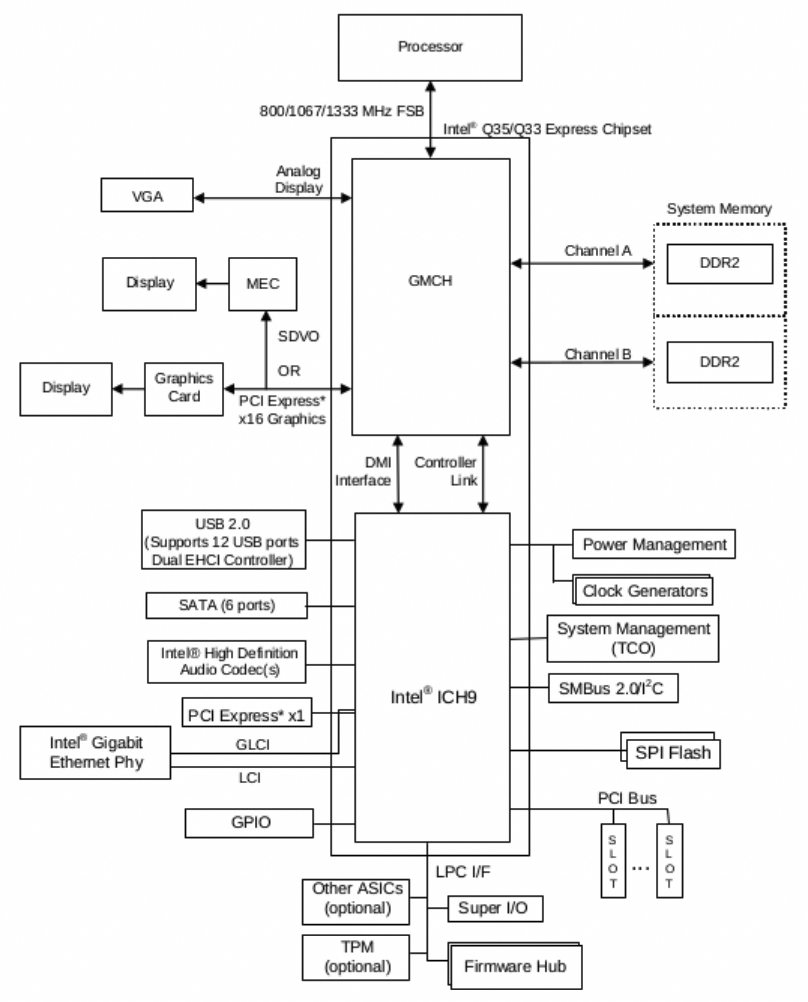 Processor
800/1067/1333 MHz FSB
Intel® Q35/Q33 Express Chipset
Analog
Display
VGA
System Memory
Channel A
DDR2
Display
MEC
GMCH
SDVO
OR
Channel B
DDR2
Display
Graphics
Card
PCI Express*
x16 Graphics
DMI
Interface
Controller
Link
USB 2.0
(Supports 12 USB ports
Dual EHCI Controller)
Power Management
Clock Generators
SATA (6 ports)
System Management
(TCO)
Intel® High Definition
Audio Codec(s)
SMBus 2.0/I²C
Intel® ICH9
PCI Express* x1
Intel® Gigabit
Ethernet Phy
GLCI
LCI
SPI Flash
GPIO
PCI Bus
SLOT
...
SLOT
LPC I/F
Other ASICs
(optional)
Super I/O
TPM
(optional)
Firmware Hub